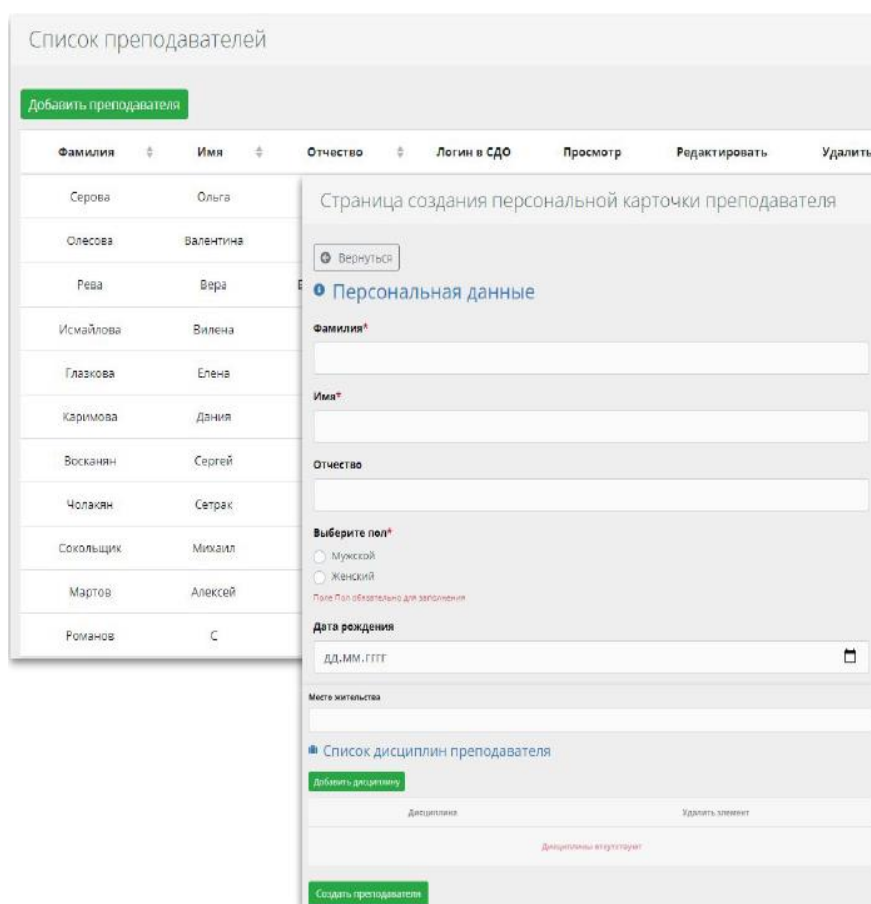 Список преподавателей
Добавить преподавателя
Фамилия Имя Отчество Логин в СДО Просмотр Редактировать Удалить
Серова Ольга
Олесова Валентина
Рева Вера
Исмайлова Вилена
Глазкова Елена
Каримова Дания
Восканян Сергей
Чолакян Сетрак
Сокольщик Михаил
Мартов Алексей
Романов С
Страница создания персональной карточки преподавателя
Вернуться
Персональная данные
Фамилия*
Имя*
Отчество
Выберите пол*
Мужской
Женский
Поле Пол обязательно для заполнения
Дата рождения
дд.мм.гггг
Место жительства
Список дисциплин преподавателя
Добавить дисциплину
Дисциплина Удалить элемент
Дисциплины отсутствуют
Создать преподавателя